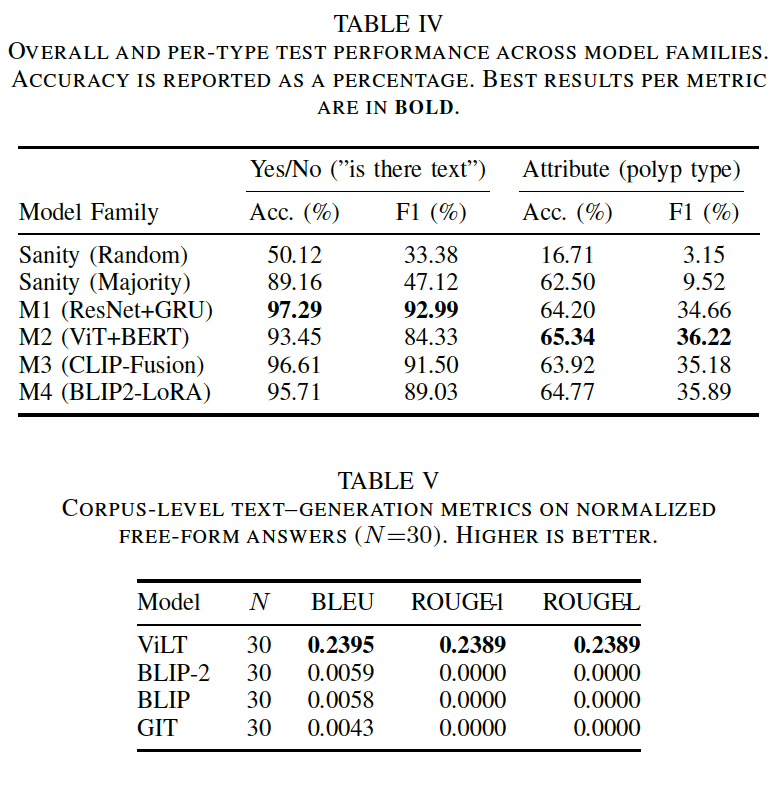 TABLE IV
OVERALL AND PER-TYPE TEST PERFORMANCE ACROSS MODEL FAMILIES.
ACCURACY IS REPORTED AS A PERCENTAGE. BEST RESULTS PER METRIC
ARE IN BOLD.
Yes/No ("is there text") Attribute (polyp type)
Model Family Acc. (%) F1 (%) Acc. (%) F1 (%)
Sanity (Random) 50.12 33.38 16.71 3.15
Sanity (Majority) 89.16 47.12 62.50 9.52
M1 (ResNet+GRU) 97.29 92.99 64.20 34.66
M2 (ViT+BERT) 93.45 84.33 65.34 36.22
M3 (CLIP-Fusion) 96.61 91.50 63.92 35.18
M4 (BLIP2-LoRA) 95.71 89.03 64.77 35.89
TABLE V
CORPUS-LEVEL TEXT–GENERATION METRICS ON NORMALIZED
FREE-FORM ANSWERS (N=30). HIGHER IS BETTER.
Model N BLEU ROUGE-1 ROUGE-L
ViLT 30 0.2395 0.2389 0.2389
BLIP-2 30 0.0059 0.0000 0.0000
BLIP 30 0.0058 0.0000 0.0000
GIT 30 0.0043 0.0000 0.0000